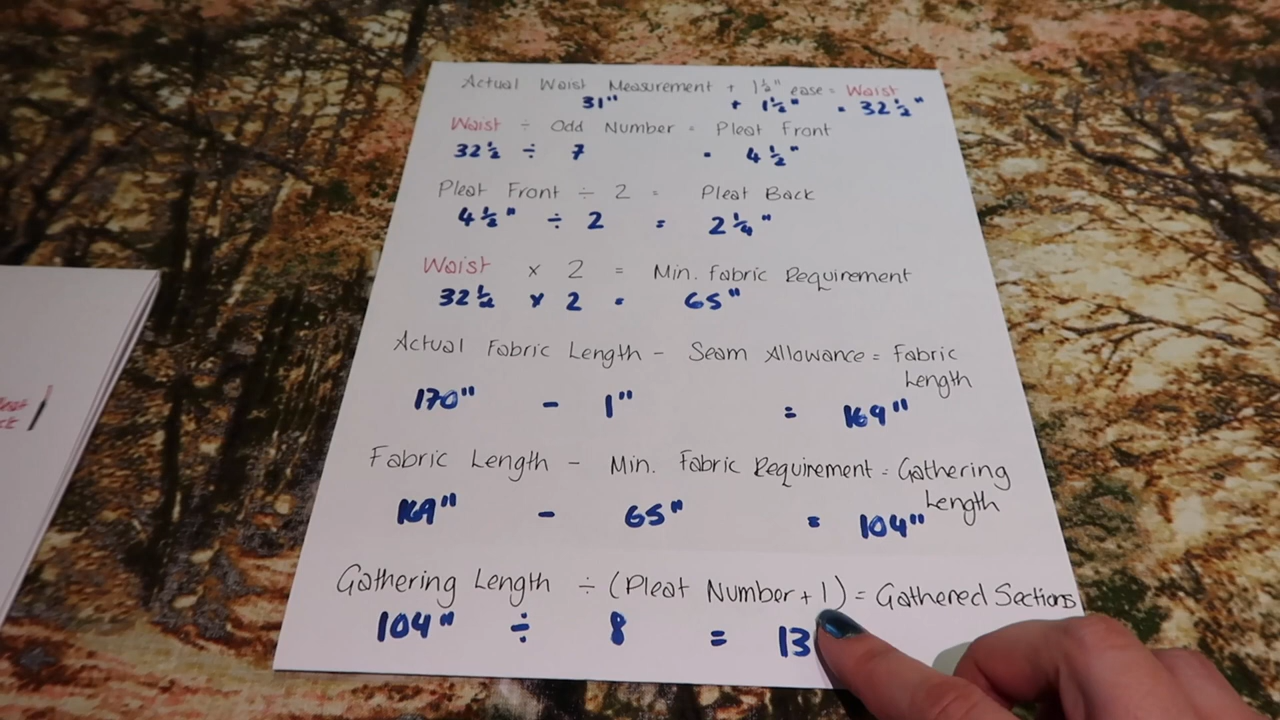 Actual Waist Measurement + 1½" ease = Waist
31" + 1½" = 32½"
Waist ÷ Odd Number = Pleat Front
32½ ÷ 7 = 4½"
Pleat Front ÷ 2 = Pleat Back
4½" ÷ 2 = 2¼"
Waist × 2 = Min. Fabric Requirement
32½ × 2 = 65"
Actual Fabric Length - Seam Allowance = Fabric
Length
170" - 1" = 169"
Fabric Length - Min. Fabric Requirement = Gathering
Length
169" - 65" = 104"
Gathering Length ÷ (Pleat Number + 1) = Gathered Sections
104" ÷ 8 = 13